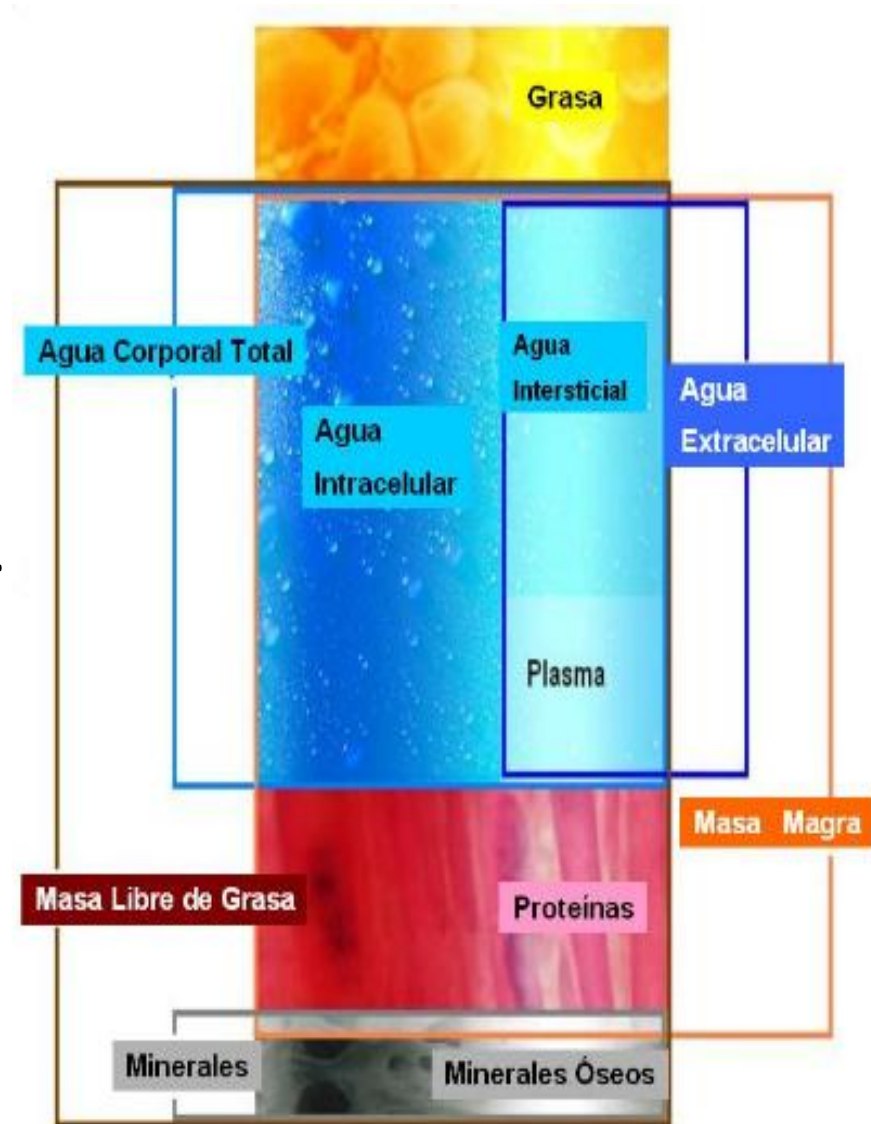 Grasa
Agua Corporal Total
Agua
Intersticial
Agua
Extracelular
Agua
Intracelular
Plasma
Masa Magra
Masa Libre de Grasa
Proteínas
Minerales
Minerales Óseos